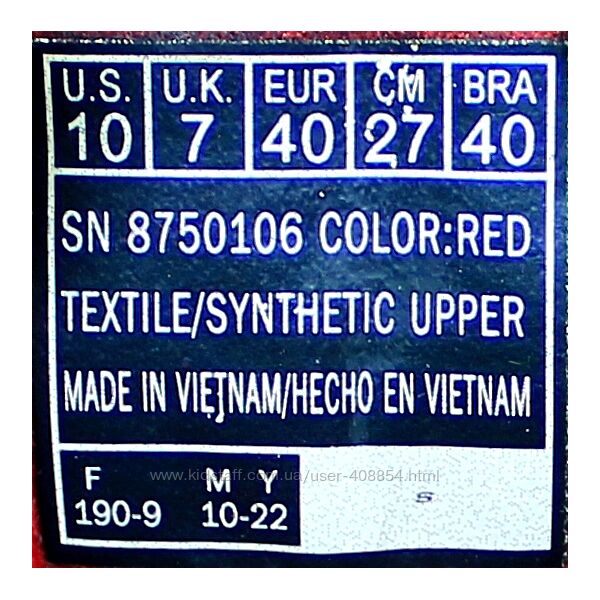 U.S. U.K. EUR CM BRA
10 7 40 27 40
SN 8750106 COLOR:RED
TEXTILE/SYNTHETIC UPPER
MADE IN VIETNAM/HECHO EN VIETNAM
F M Y
www.kidstaff.com.ua/user-408854.html
s
190-9 10-22